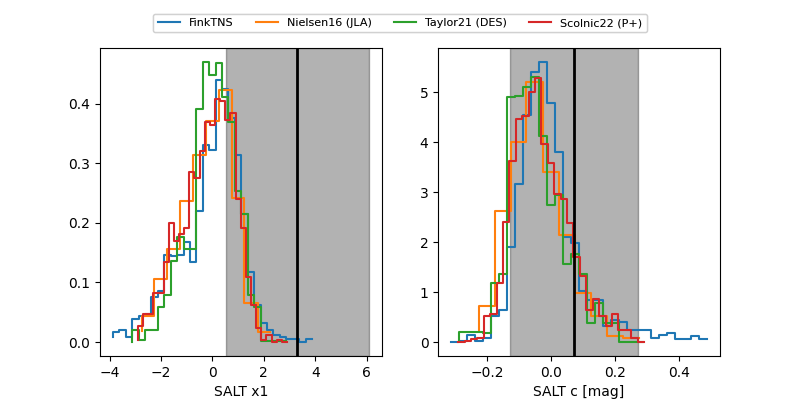 FinkTNS Nielsen16 (JLA) Taylor21 (DES) Scolnic22 (P+)
0.4
0.3
0.2
0.1
0.0
−4 −2 0 2 4 6
SALT x1
5
4
3
2
1
0
−0.2 0.0 0.2 0.4
SALT c [mag]